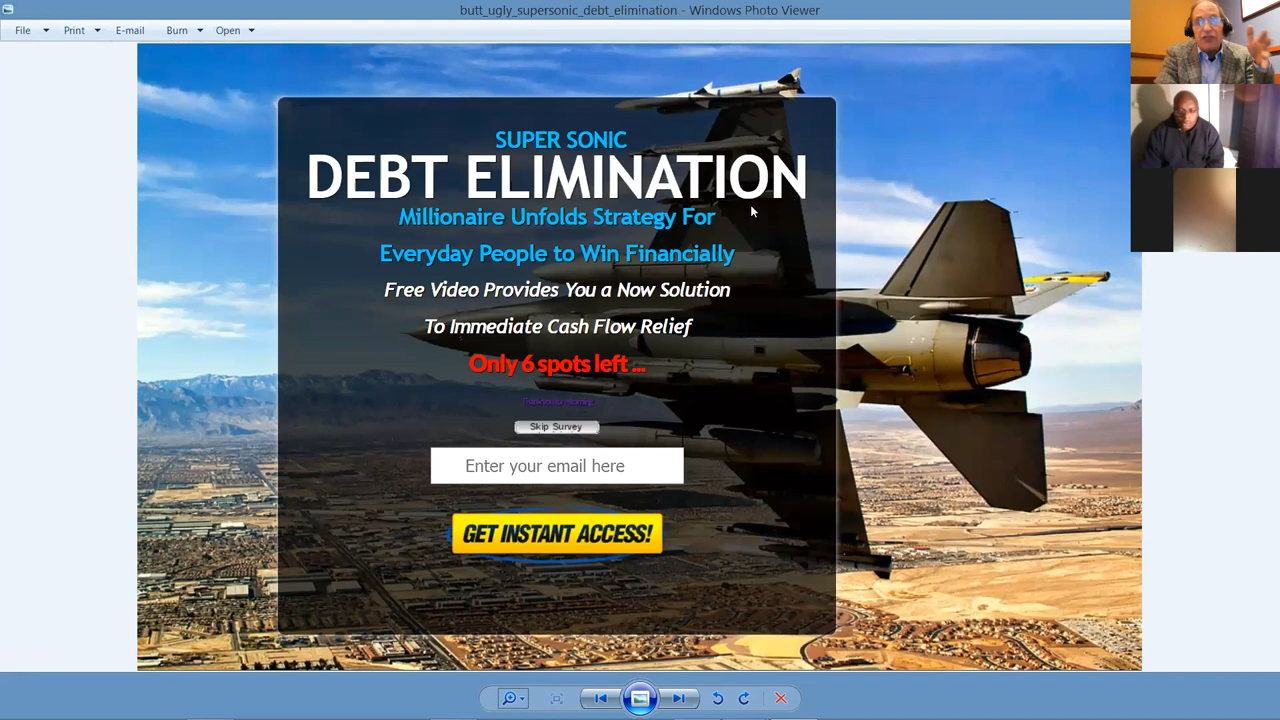 butt_ugly_supersonic_debt_elimination - Windows Photo Viewer
File Print E-mail Burn Open
SUPER SONIC
DEBT ELIMINATION
Millionaire Unfolds Strategy For
Everyday People to Win Financially
Free Video Provides You a Now Solution
To Immediate Cash Flow Relief
Only 6 spots left ...
Skip Survey
Enter your email here
GET INSTANT ACCESS!